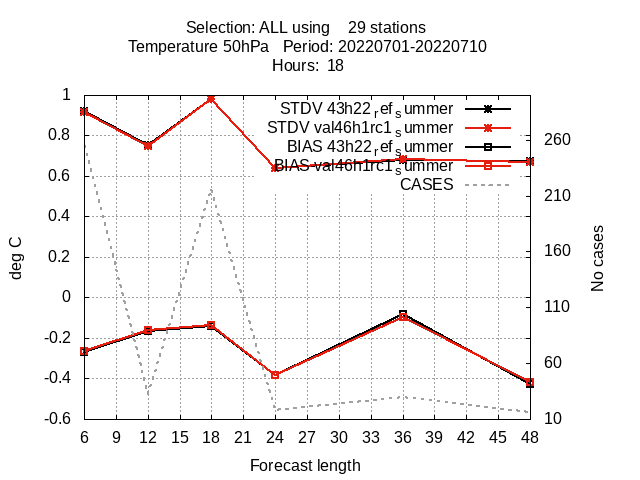 Selection: ALL using 29 stations
Temperature 50hPa Period: 20220701-20220710
Hours: 18
1
0.8
0.6
0.4
0.2
0
-0.2
-0.4
-0.6
deg C
STDV 43h22_ref_summer
STDV val46h1rc1_summer
BIAS 43h22_ref_summer
BIAS val46h1rc1_summer
CASES
260
210
160
110
60
10
No cases
6 9 12 15 18 21 24 27 30 33 36 39 42 45 48
Forecast length